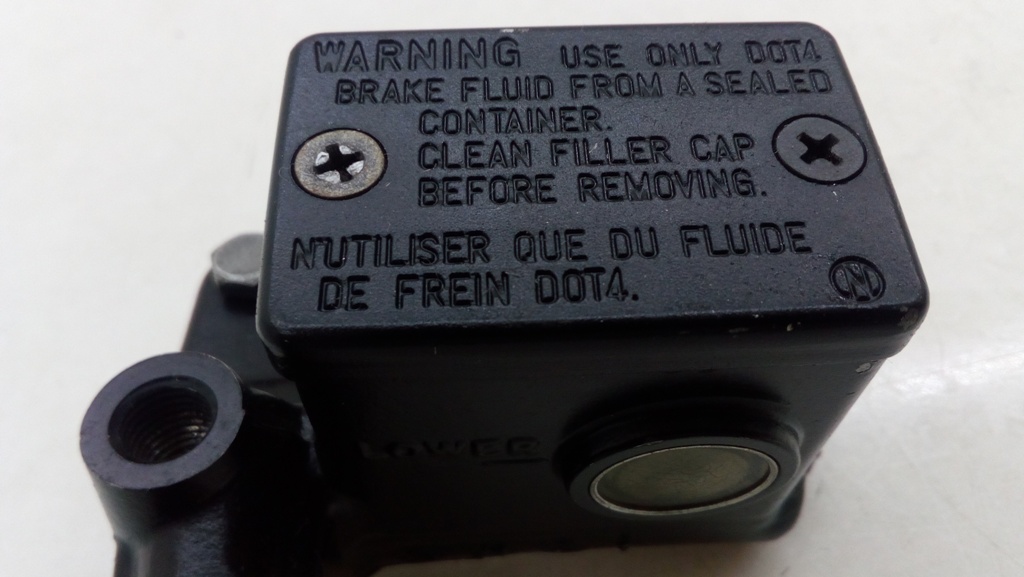 WARNING USE ONLY DOT4
BRAKE FLUID FROM A SEALED
CONTAINER.
CLEAN FILLER CAP
BEFORE REMOVING.
N'UTILISER QUE DU FLUIDE
DE FREIN DOT4.
LOWER